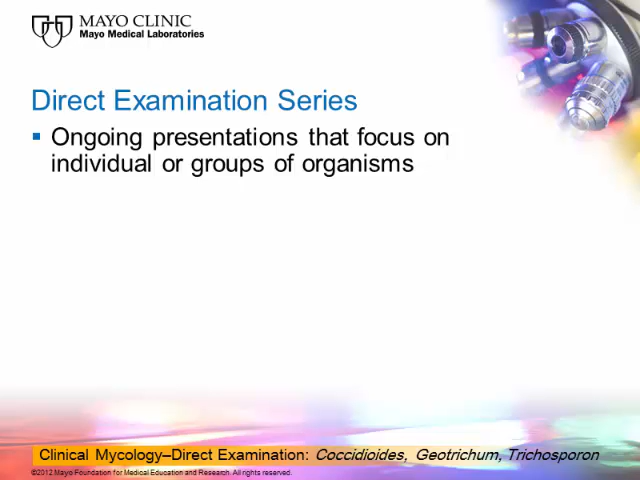 MAYO CLINIC
Mayo Medical Laboratories
Direct Examination Series
Ongoing presentations that focus on
individual or groups of organisms
Clinical Mycology–Direct Examination: Coccidioides, Geotrichum, Trichosporon
©2012 Mayo Foundation for Medical Education and Research. All rights reserved.